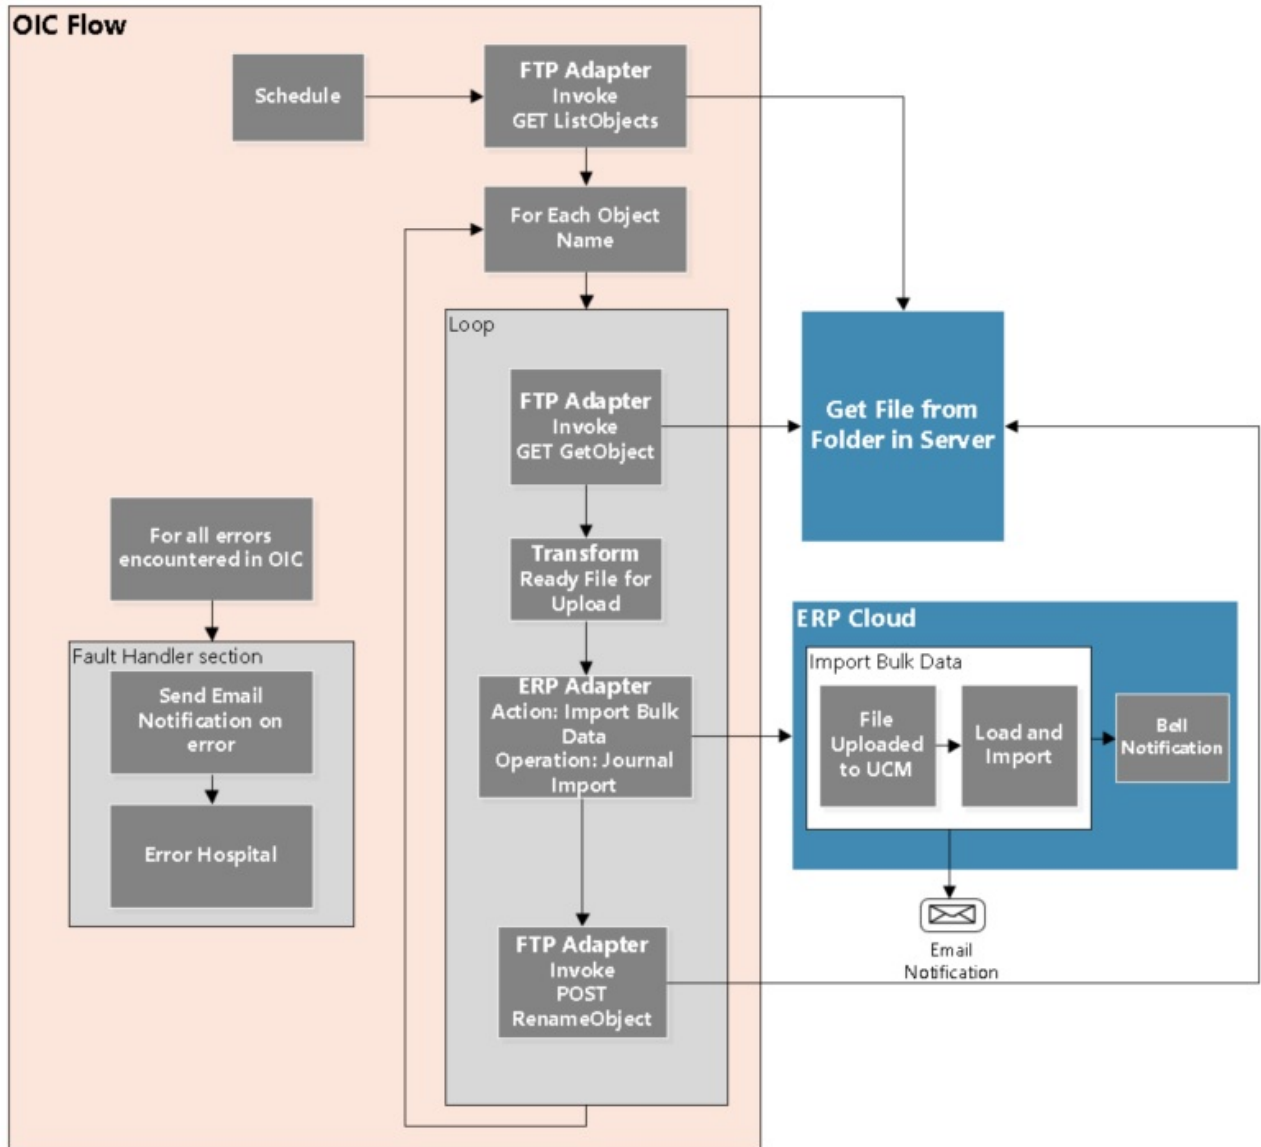 OIC Flow
Schedule
FTP Adapter
Invoke
GET ListObjects
For Each Object
Name
Loop
FTP Adapter
Invoke
GET GetObject
Get File from
Folder in Server
For all errors
encountered in OIC
Transform
Ready File for
Upload
Fault Handler section
Send Email
Notification on
error
Error Hospital
ERP Adapter
Action: Import Bulk
Data
Operation: Journal
Import
ERP Cloud
Import Bulk Data
File
Uploaded
to UCM
Load and
Import
Bell
Notification
Email
Notification
FTP Adapter
Invoke
POST
RenameObject